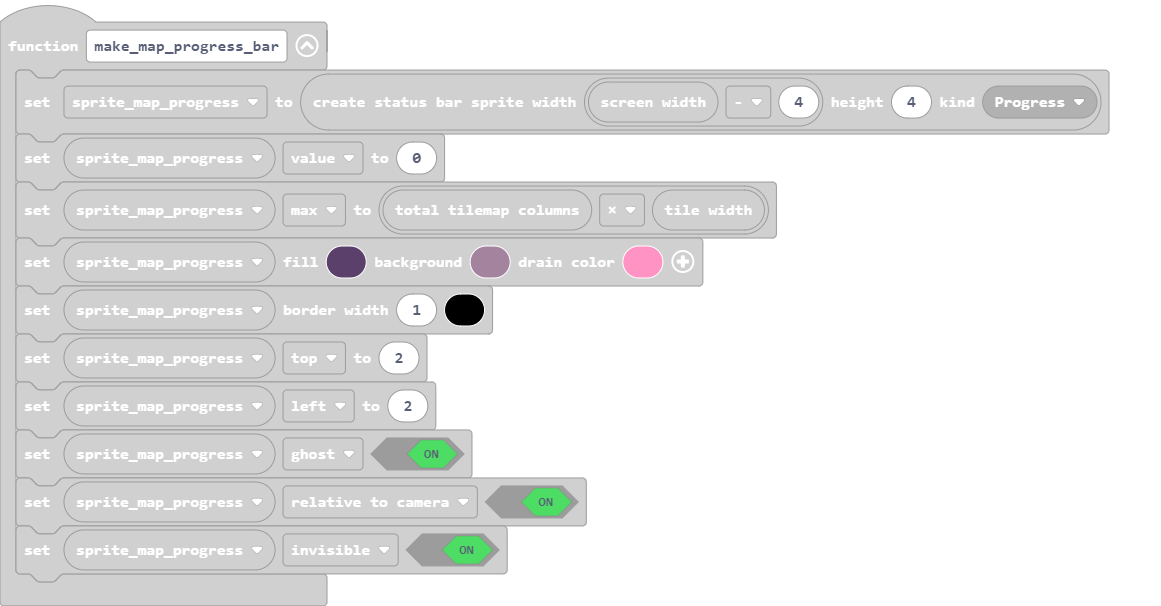 function make_map_progress_bar
set sprite_map_progress to create status bar sprite width screen width - 4 height 4 kind Progress
set sprite_map_progress value to 0
set sprite_map_progress max to total tilemap columns × tile width
set sprite_map_progress fill background drain color
set sprite_map_progress border width 1
set sprite_map_progress top to 2
set sprite_map_progress left to 2
set sprite_map_progress ghost ON
set sprite_map_progress relative to camera ON
set sprite_map_progress invisible ON